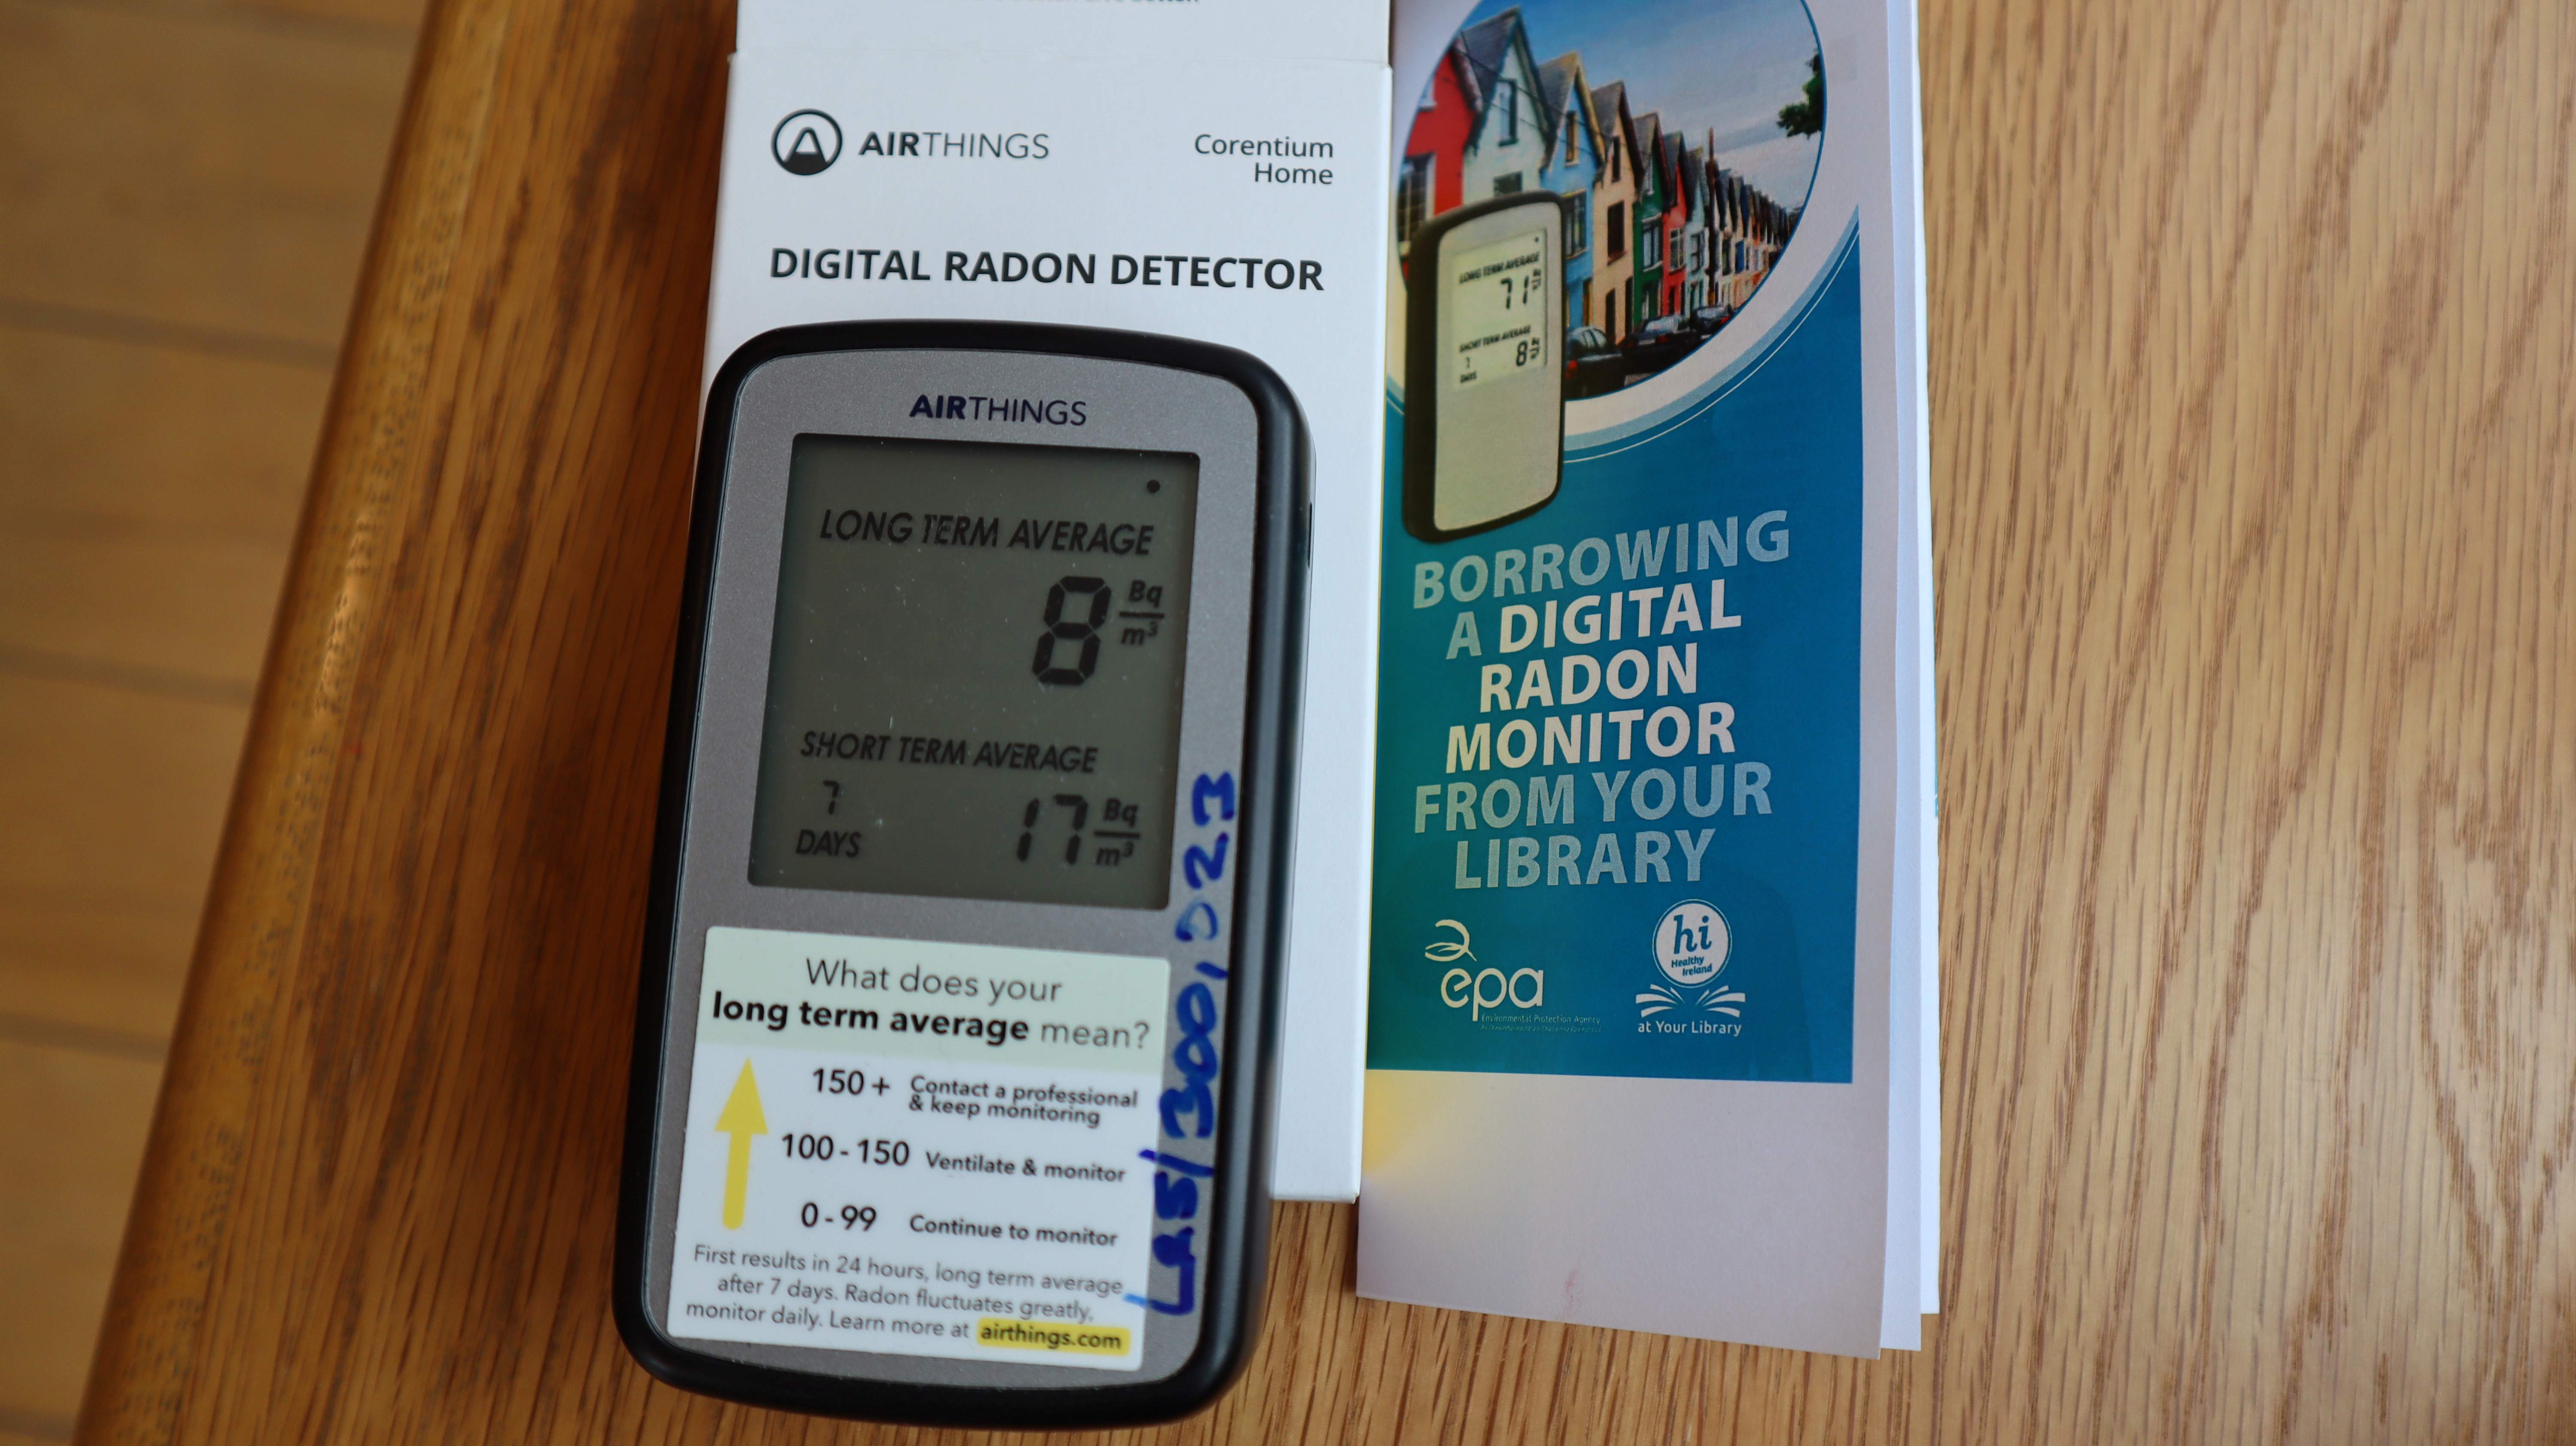 AIRTHINGS
Corentium
Home
DIGITAL RADON DETECTOR
AIRTHINGS
LONG TERM AVERAGE
8 Bq/m³
SHORT TERM AVERAGE
7
DAYS
17 Bq/m³
What does your
long term average mean?
150+ Contact a professional
& keep monitoring
100-150 Ventilate & monitor
0-99 Continue to monitor
First results in 24 hours, long term average
after 7 days. Radon fluctuates greatly,
monitor daily. Learn more at airthings.com
LONG TERM AVERAGE
71
SHORT TERM AVERAGE
7
DAYS
8
BORROWING
A DIGITAL
RADON
MONITOR
FROM YOUR
LIBRARY
epa
Environmental Protection Agency
hi
Healthy
Ireland
at Your Library